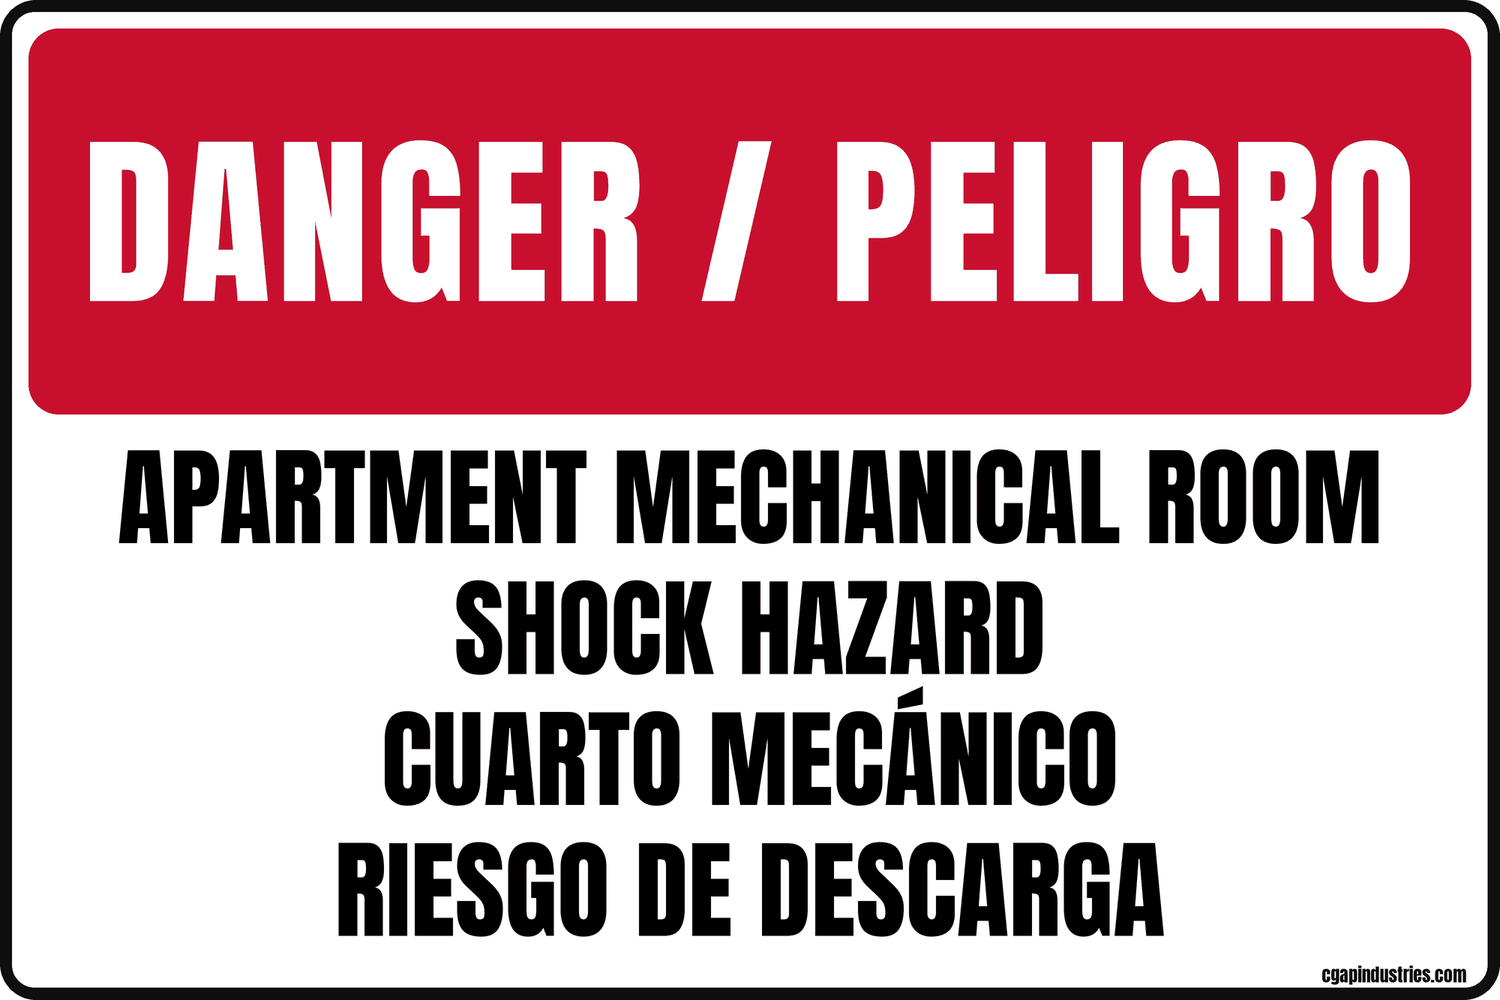 DANGER / PELIGRO
APARTMENT MECHANICAL ROOM
SHOCK HAZARD
CUARTO MECÁNICO
RIESGO DE DESCARGA
cgapindustries.com